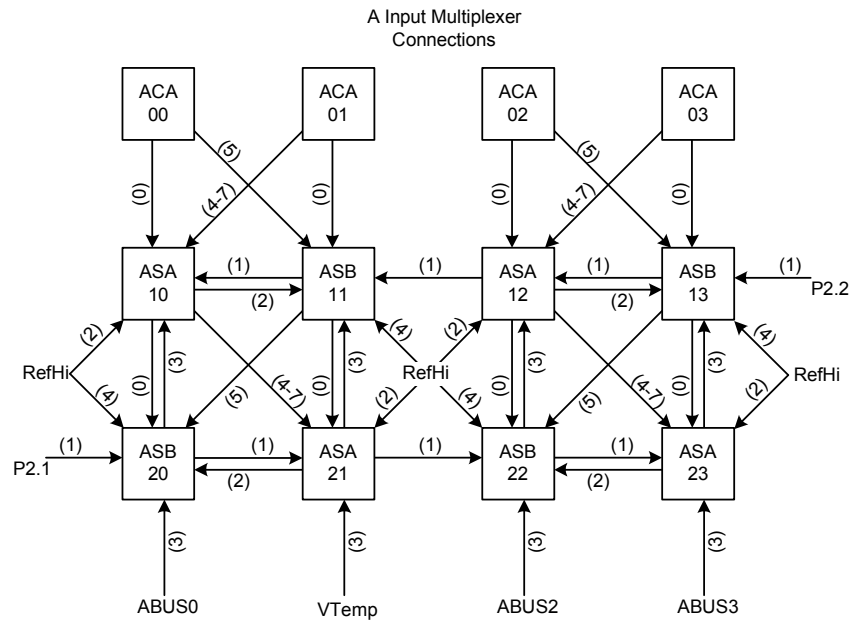 A Input Multiplexer
Connections
ACA
00
ACA
01
ACA
02
ACA
03
(0)
(5)
(4-7)
(0)
(0)
(5)
(4-7)
(0)
ASA
10
(1)
(2)
ASB
11
(1)
ASA
12
(1)
(2)
ASB
13
(1)
P2.2
(2)
RefHi
(4)
(0)
(3)
(5)
(4-7)
(0)
(3)
(4)
(2)
RefHi
(2)
(4)
(0)
(3)
(5)
(4-7)
(0)
(3)
(4)
RefHi
(2)
(1)
P2.1
ASB
20
(1)
(2)
ASA
21
(1)
ASB
22
(1)
(2)
ASA
23
(3)
(3)
(3)
(3)
ABUS0
VTemp
ABUS2
ABUS3